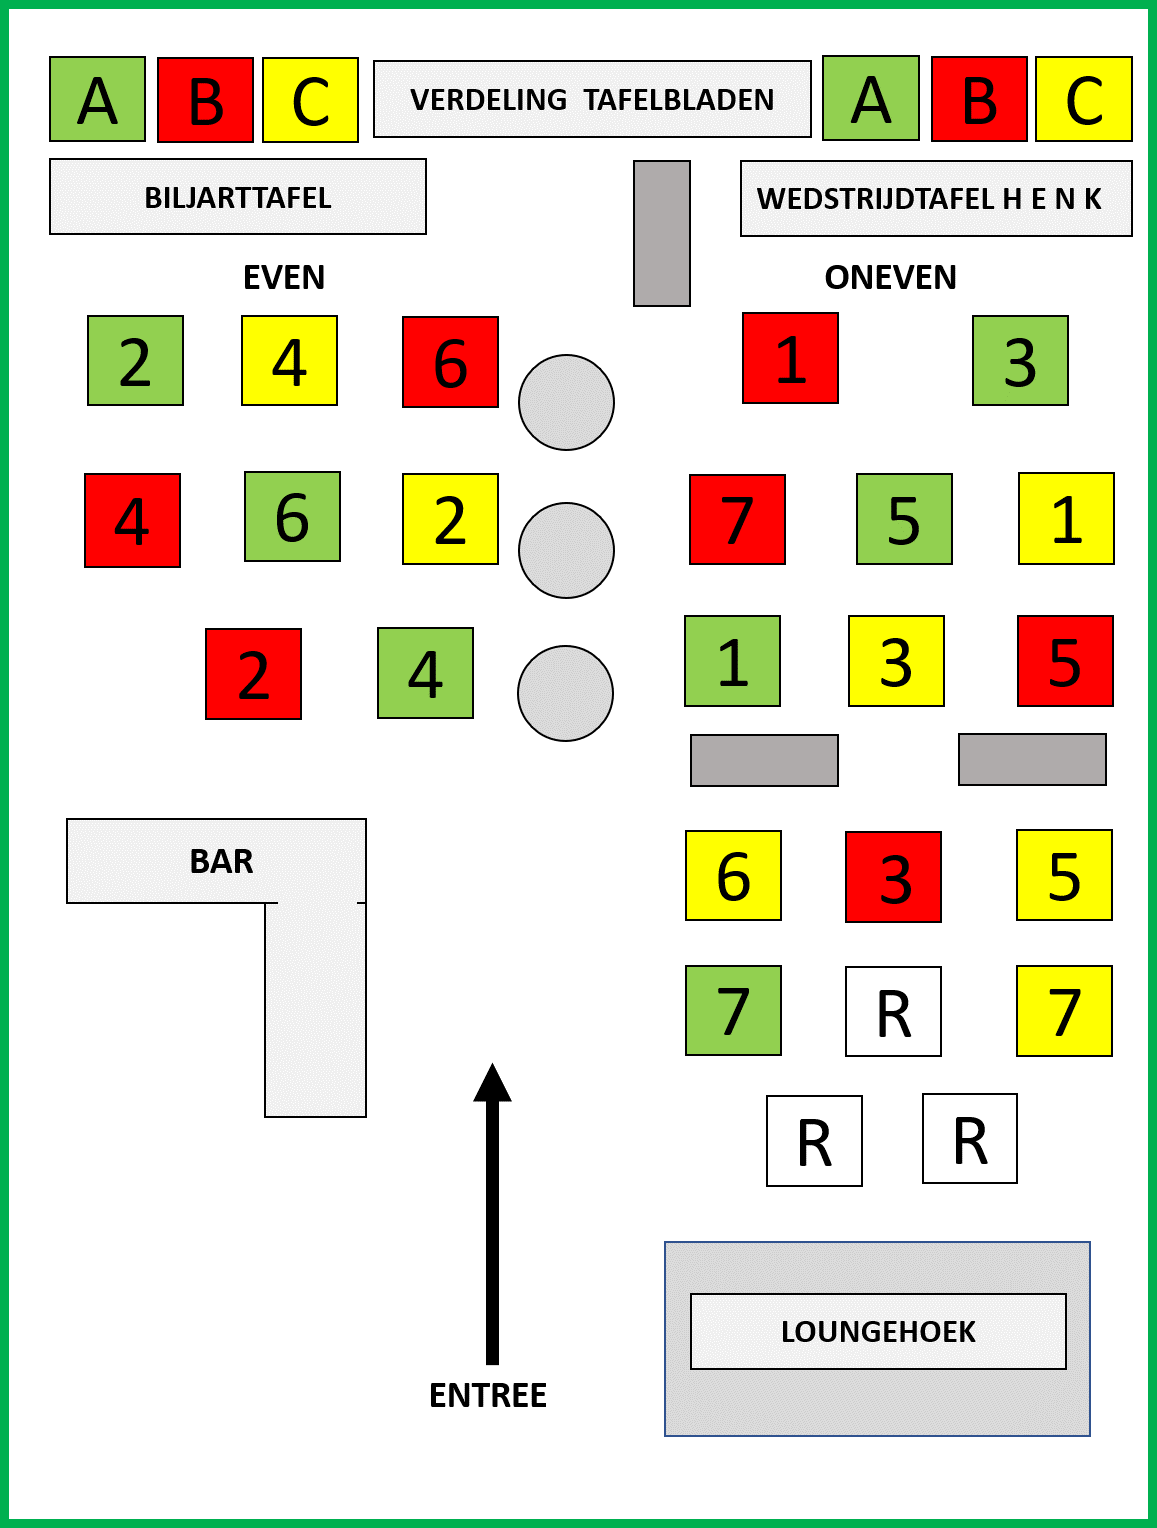 A B C VERDELING TAFELBLADEN A B C
BILJARTTAFEL WEDSTRIJDTAFEL H E N K
EVEN ONEVEN
2 4 6 1 3
4 6 2 7 5 1
2 4 1 3 5
BAR 6 3 5
7 R 7
R R
LOUNGEHOEK
ENTREE